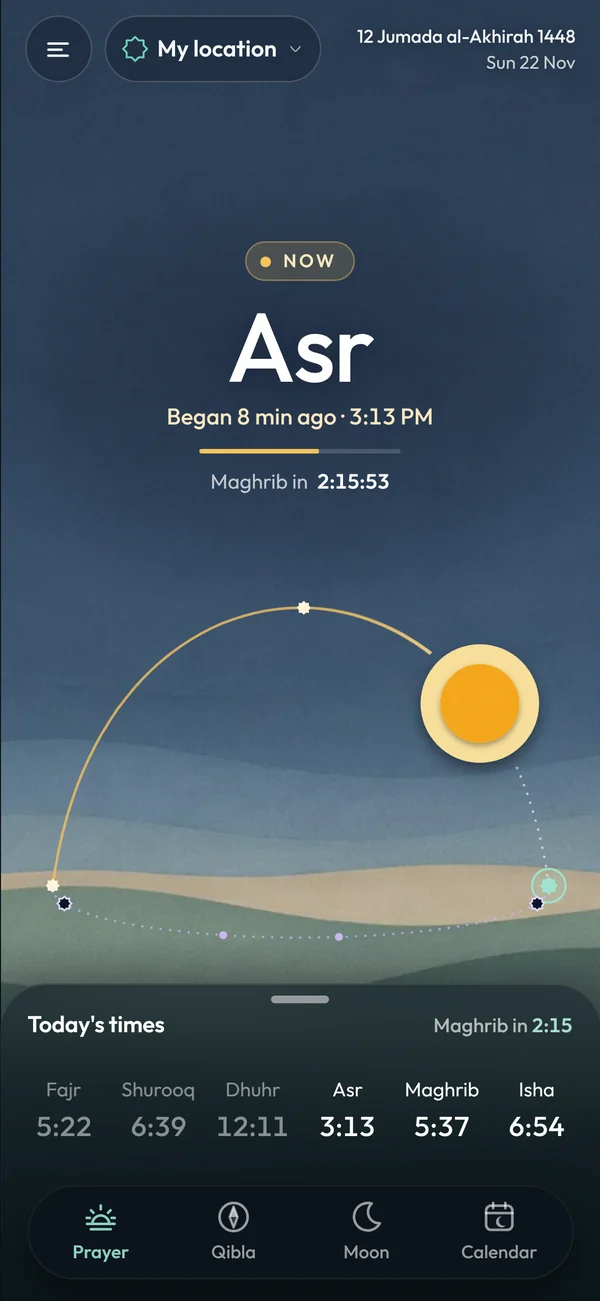 My location
12 Jumada al-Akhirah 1448
Sun 22 Nov
NOW
Asr
Began 8 min ago · 3:13 PM
Maghrib in 2:15:53
Today's times
Maghrib in 2:15
Fajr Shurooq Dhuhr Asr Maghrib Isha
5:22 6:39 12:11 3:13 5:37 6:54
Prayer Qibla Moon Calendar